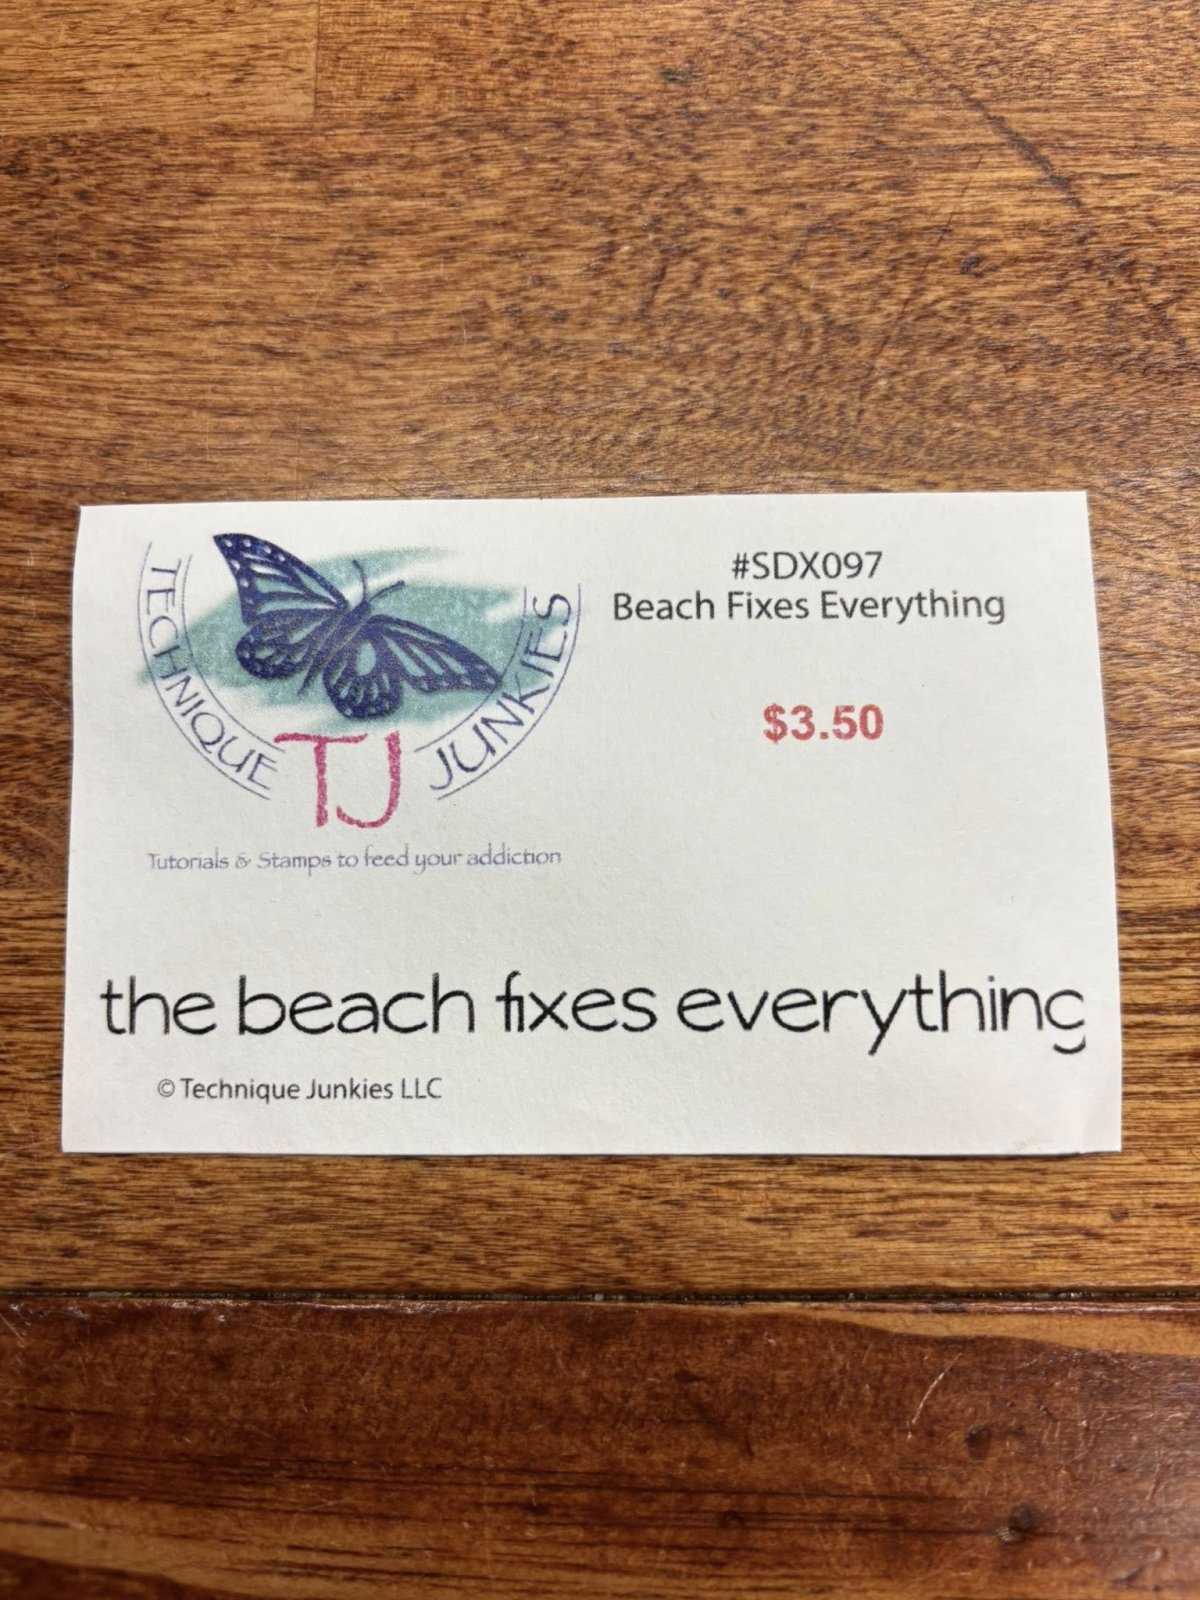 TECHNIQUE JUNKIES
TJ
Tutorials & Stamps to feed your addiction
#SDX097
Beach Fixes Everything
$3.50
the beach fixes everything
© Technique Junkies LLC